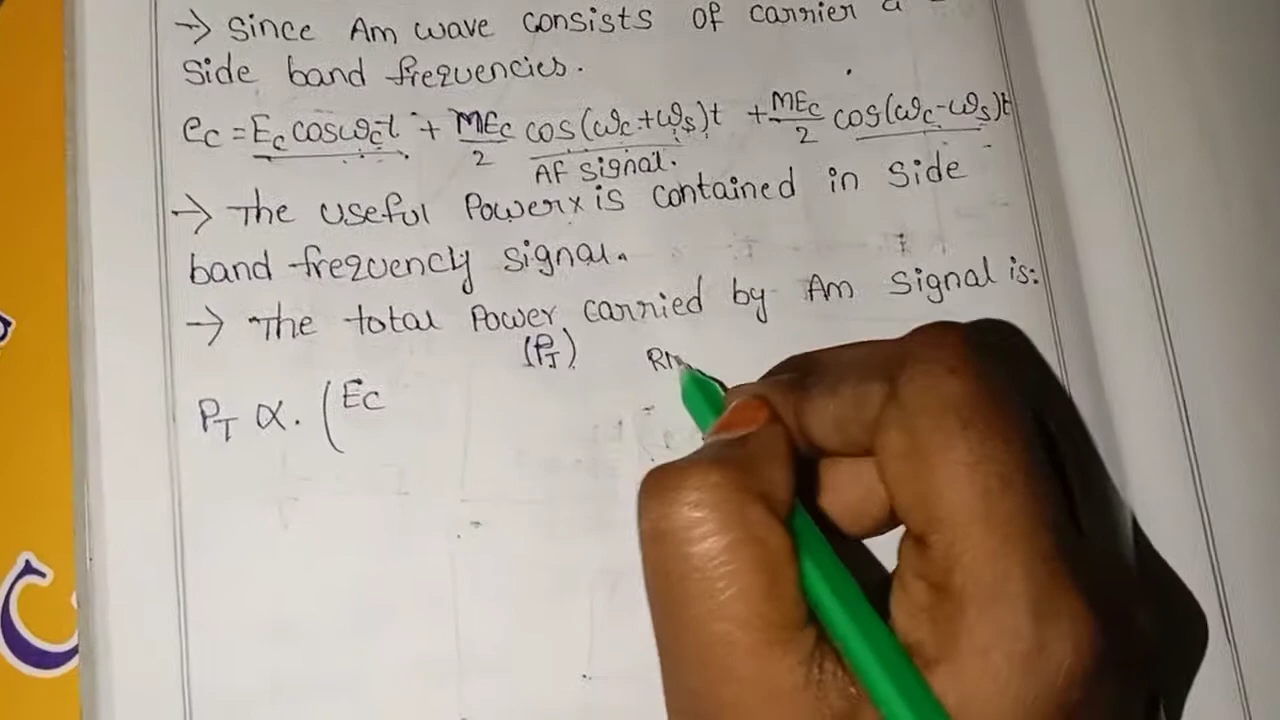 → Since Am wave consists of carrier
side band frequencies.
ec = Ec cosωct + MEc/2 cos(ωc+ωs)t + MEc/2 cos(ωc-ωs)t
AF signal.
→ The useful Power x is contained in side
band frequency signal.
→ The total Power carried by Am signal is:
(PT) RM
PT ∝. (Ec
C